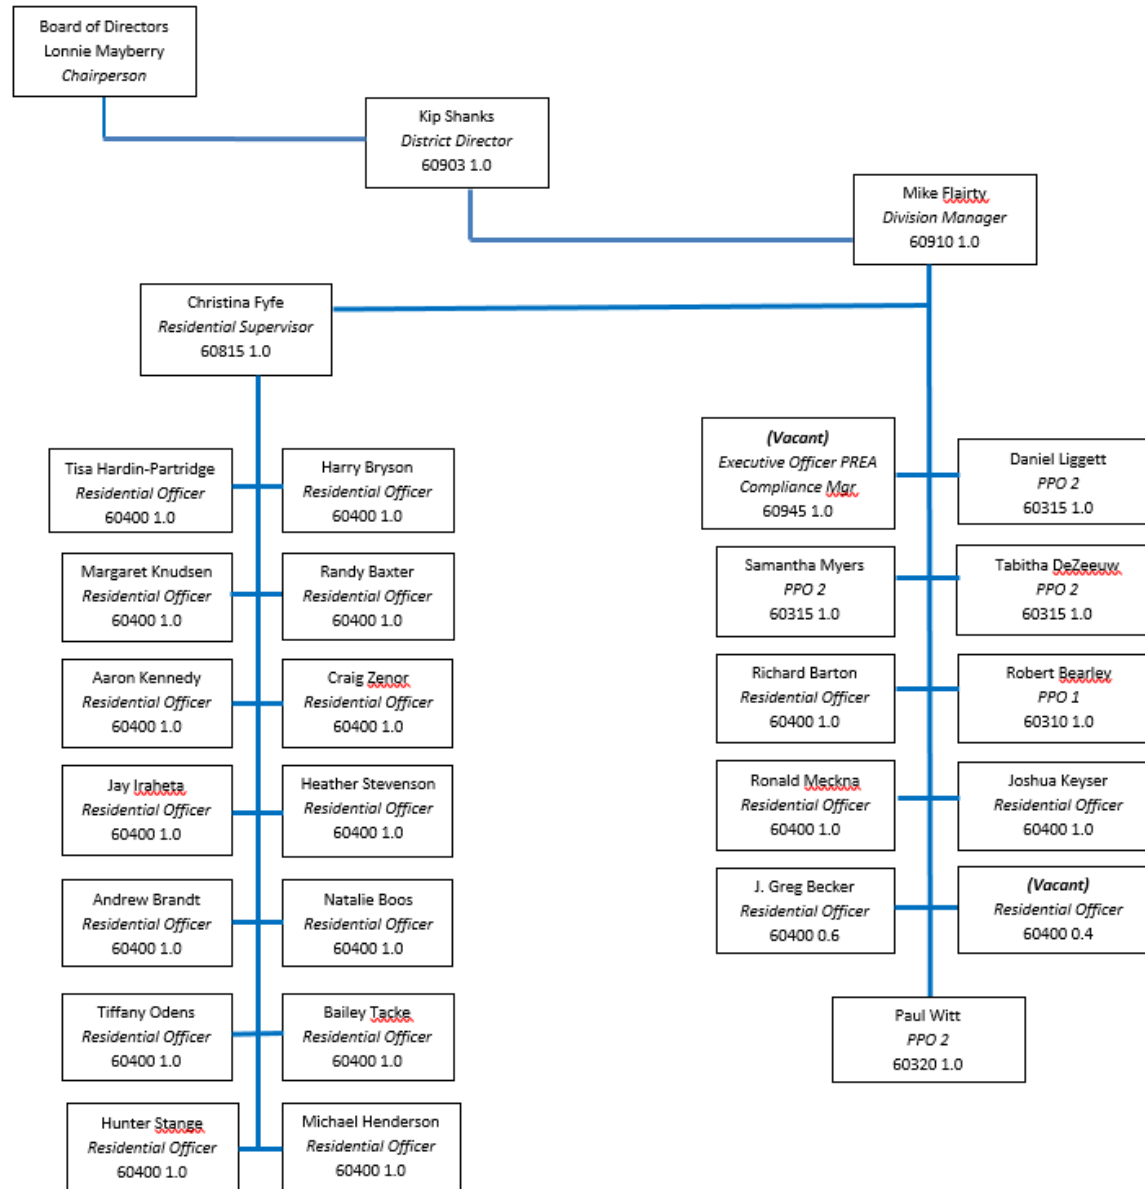 Board of Directors
Lonnie Mayberry
Chairperson
Kip Shanks
District Director
60903 1.0
Mike Flairty
Division Manager
60910 1.0
Christina Fyfe
Residential Supervisor
60815 1.0
Tisa Hardin-Partridge
Residential Officer
60400 1.0
Harry Bryson
Residential Officer
60400 1.0
Margaret Knudsen
Residential Officer
60400 1.0
Randy Baxter
Residential Officer
60400 1.0
Aaron Kennedy
Residential Officer
60400 1.0
Craig Zenor
Residential Officer
60400 1.0
Jay Iraheta
Residential Officer
60400 1.0
Heather Stevenson
Residential Officer
60400 1.0
Andrew Brandt
Residential Officer
60400 1.0
Natalie Boos
Residential Officer
60400 1.0
Tiffany Odens
Residential Officer
60400 1.0
Bailey Tacke
Residential Officer
60400 1.0
Hunter Stange
Residential Officer
60400 1.0
Michael Henderson
Residential Officer
60400 1.0
(Vacant)
Executive Officer PREA
Compliance Mgr.
60945 1.0
Daniel Liggett
PPO 2
60315 1.0
Samantha Myers
PPO 2
60315 1.0
Tabitha DeZeeuw
PPO 2
60315 1.0
Richard Barton
Residential Officer
60400 1.0
Robert Bearley
PPO 1
60310 1.0
Ronald Meckna
Residential Officer
60400 1.0
Joshua Keyser
Residential Officer
60400 1.0
J. Greg Becker
Residential Officer
60400 0.6
(Vacant)
Residential Officer
60400 0.4
Paul Witt
PPO 2
60320 1.0